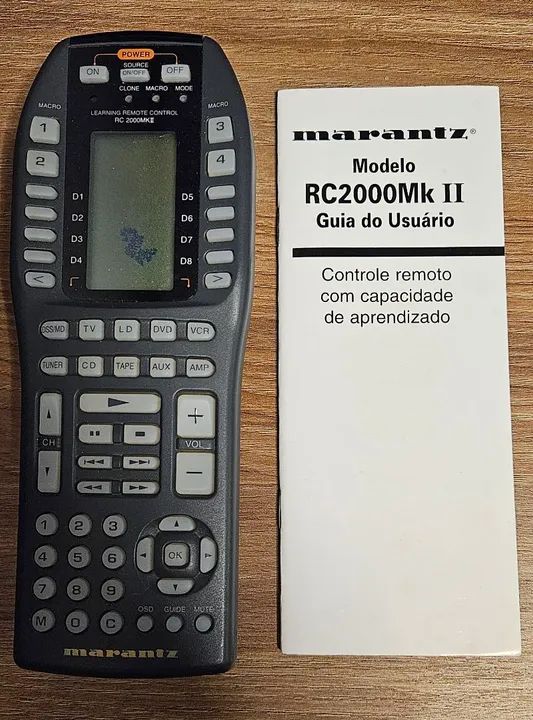 POWER
ON
SOURCE
ON/OFF
OFF
CLONE MACRO MODE
MACRO
MACRO
LEARNING REMOTE CONTROL
RC 2000MKII
1
3
2
4
D1
D5
D2
D6
D3
D7
D4
D8
<
>
DSS/MD TV LD DVD VCR
TUNER CD TAPE AUX AMP
+
CH
VOL
−
1 2 3
4 5 6
OK
7 8 9
M 0 C
OSD GUIDE MUTE
marantz
marantz®
Modelo
RC2000Mk II
Guia do Usuário
Controle remoto
com capacidade
de aprendizado